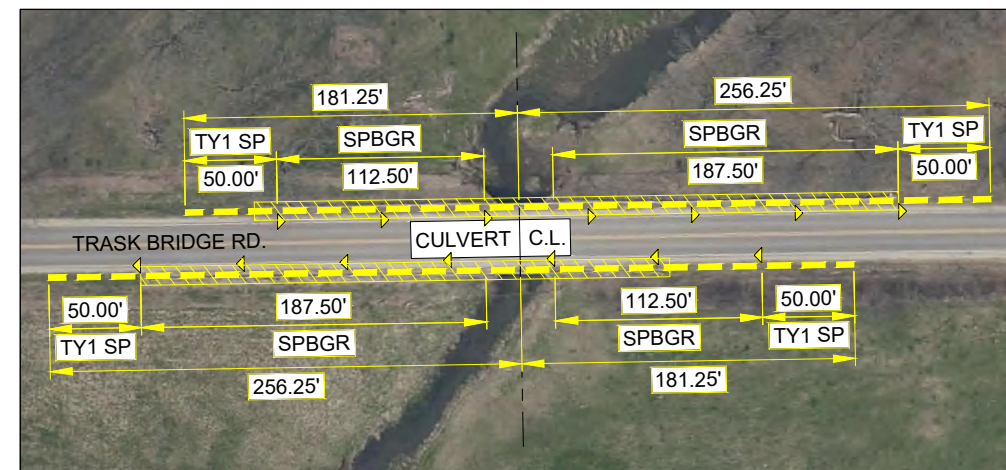 181.25'
256.25'
TY1 SP
SPBGR
SPBGR
TY1 SP
50.00'
112.50'
187.50'
50.00'
TRASK BRIDGE RD.
CULVERT C.L.
50.00'
187.50'
112.50'
50.00'
TY1 SP
SPBGR
SPBGR
TY1 SP
256.25'
181.25'